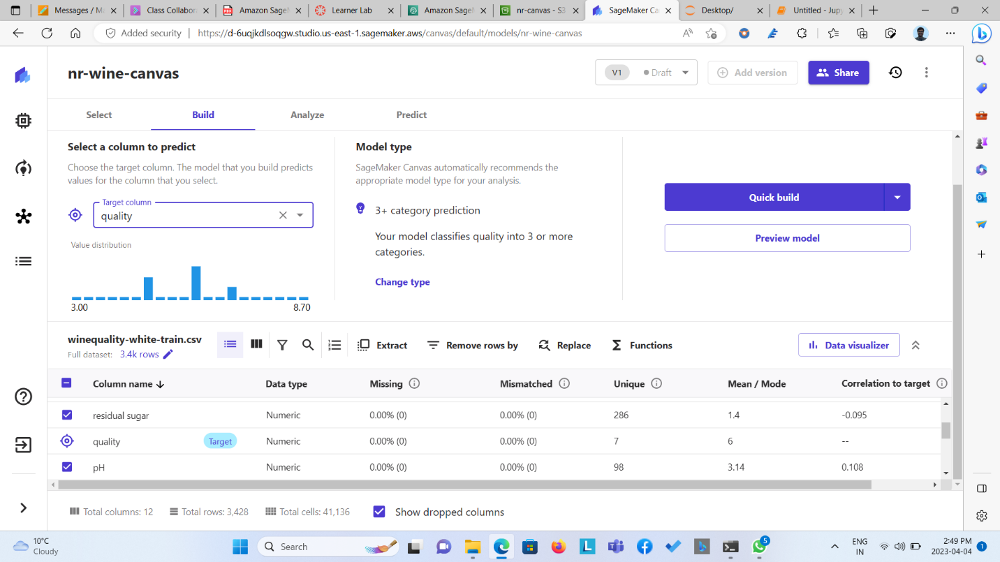 Messages / Ma
Class Collabor
Amazon SageM
Learner Lab
Amazon SageM
nr-canvas - S3
SageMaker Ca
Desktop/
Untitled - Jupy
Added security
https://d-6uqjkdlsoqgw.studio.us-east-1.sagemaker.aws/canvas/default/models/nr-wine-canvas
nr-wine-canvas
V1 Draft
Add version
Share
Select Build Analyze Predict
Select a column to predict
Choose the target column. The model that you build predicts
values for the column that you select.
Target column
quality
Value distribution
3.00 8.70
Model type
SageMaker Canvas automatically recommends the
appropriate model type for your analysis.
3+ category prediction
Your model classifies quality into 3 or more
categories.
Change type
Quick build
Preview model
winequality-white-train.csv
Full dataset: 3.4k rows
Extract
Remove rows by
Replace
Functions
Data visualizer
Column name Data type Missing Mismatched Unique Mean / Mode Correlation to target
residual sugar Numeric 0.00% (0) 0.00% (0) 286 1.4 -0.095
quality Target Numeric 0.00% (0) 0.00% (0) 7 6 --
pH Numeric 0.00% (0) 0.00% (0) 98 3.14 0.108
Total columns: 12 Total rows: 3,428 Total cells: 41,136 Show dropped columns
10°C
Cloudy
Search
5
ENG
IN
2:49 PM
2023-04-04
1